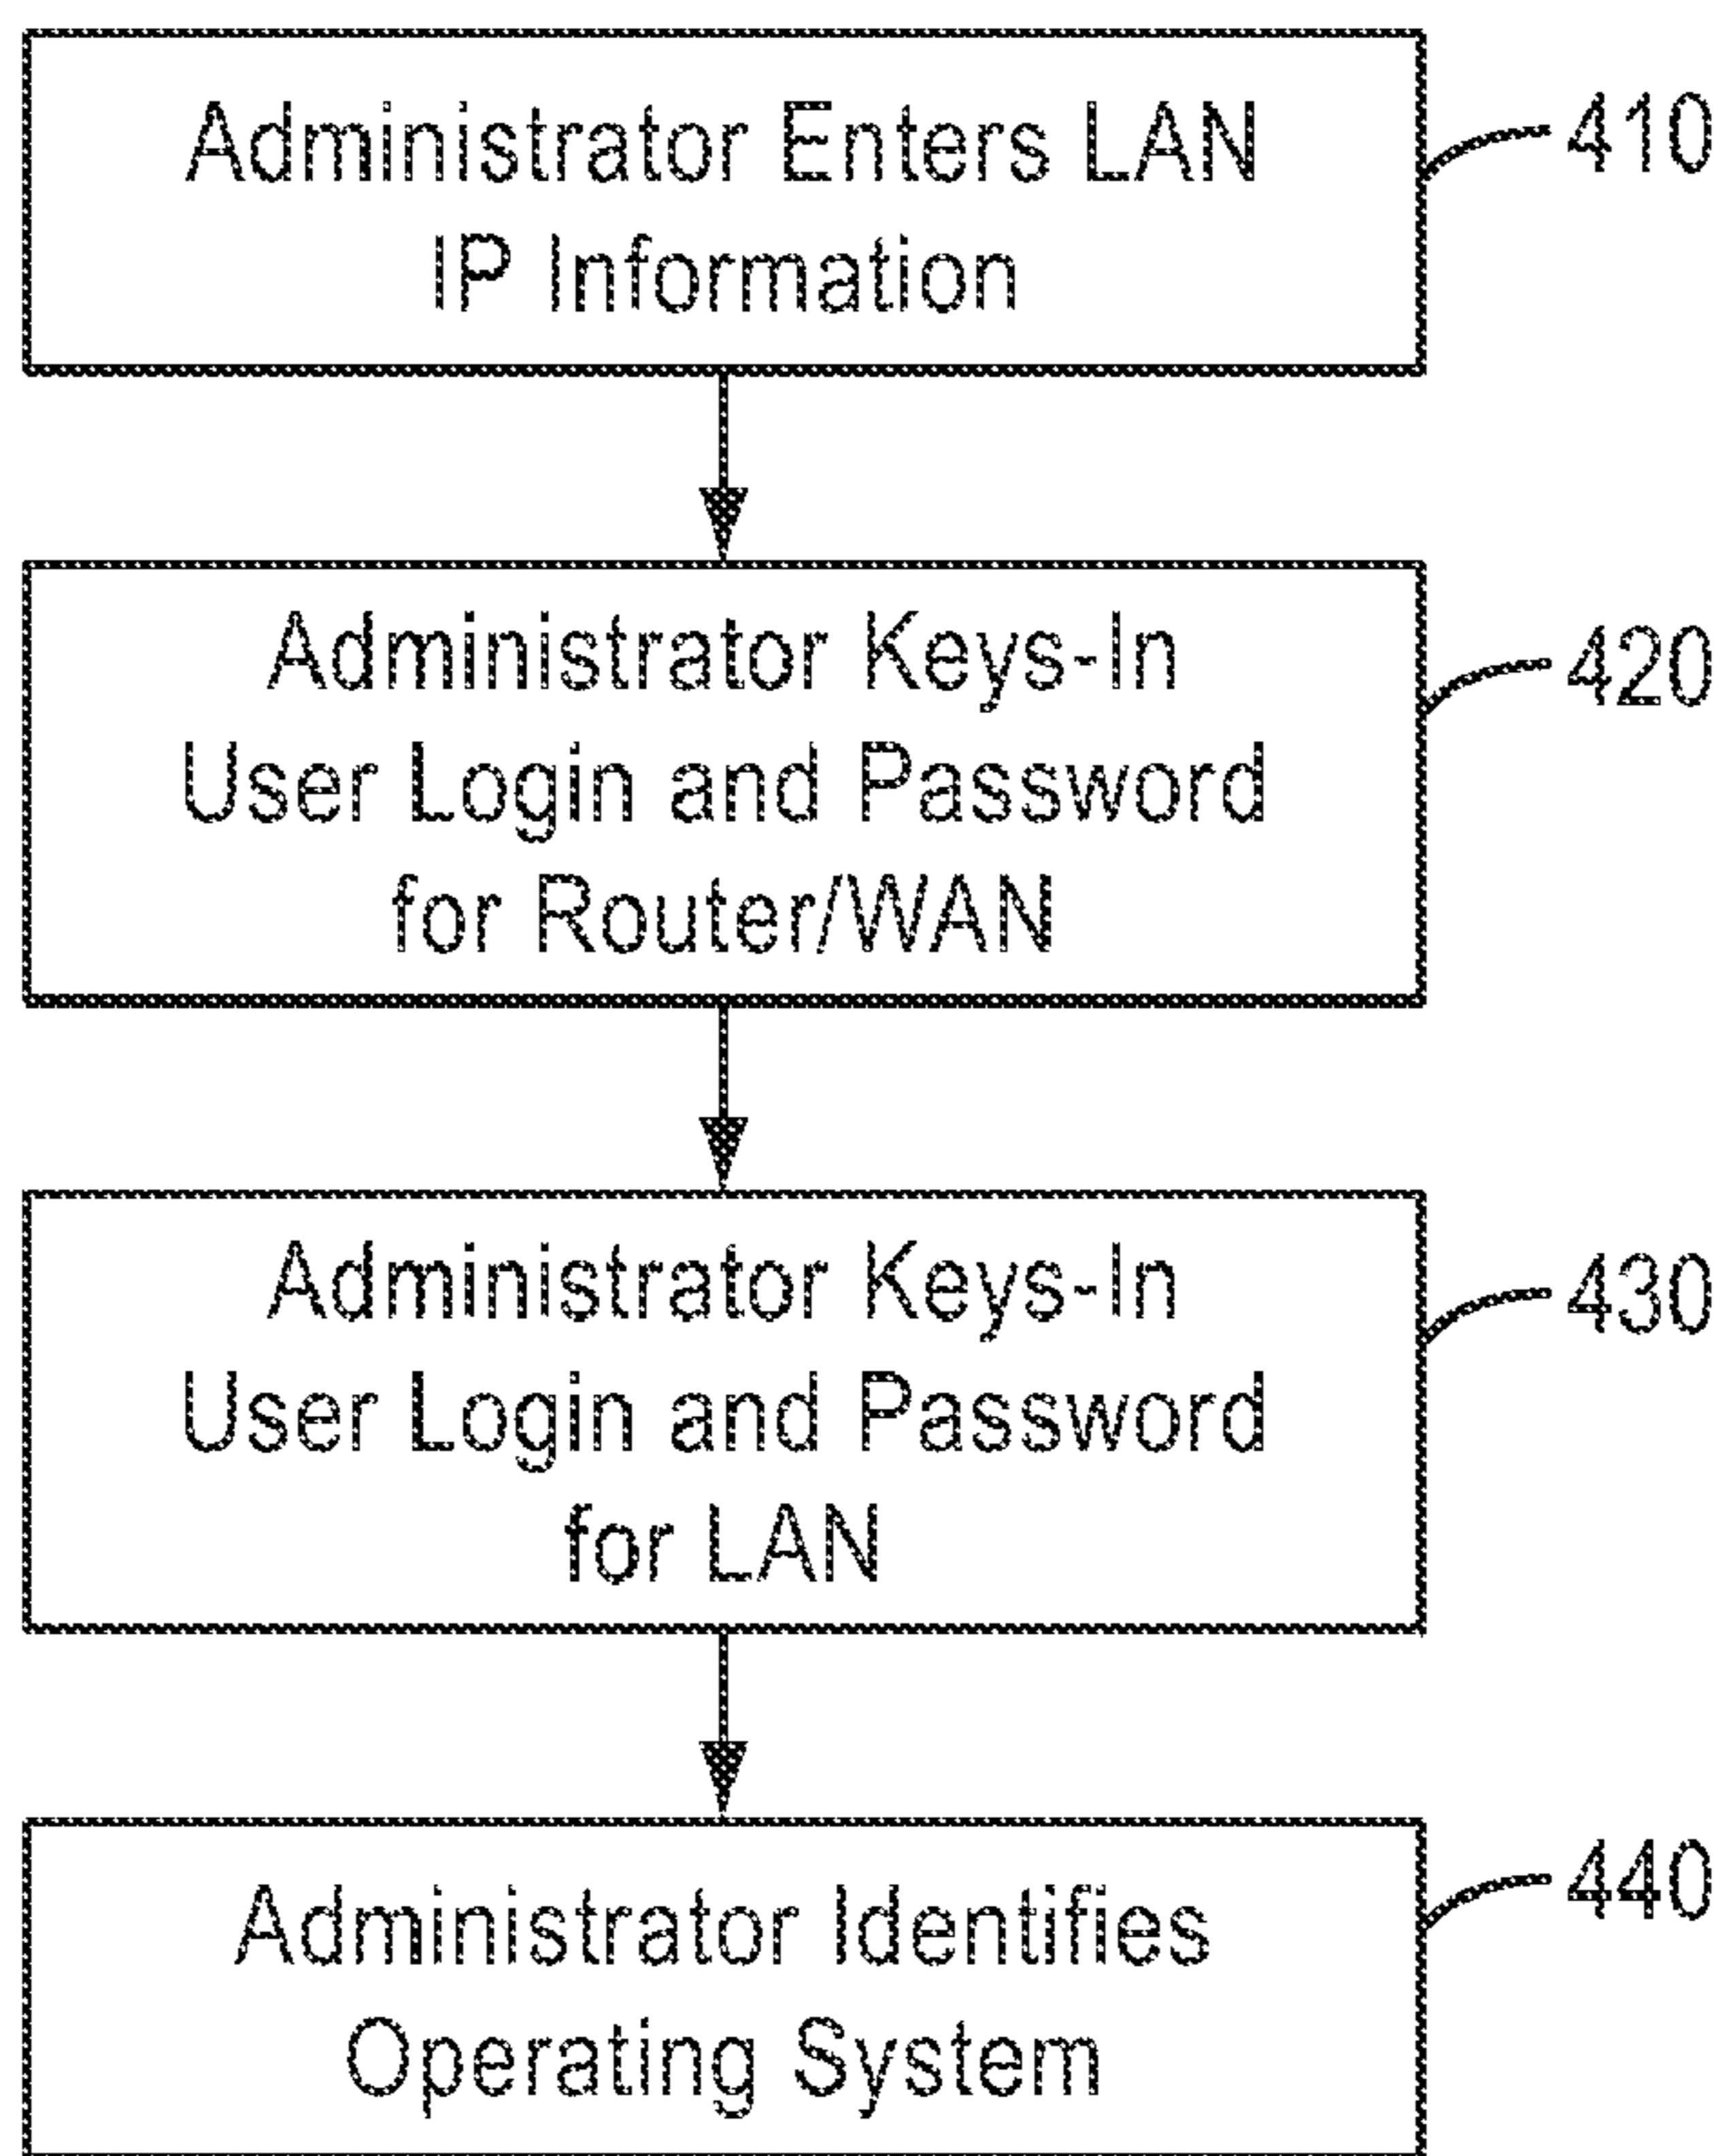 Administrator Enters LAN
IP Information
410
Administrator Keys-In
User Login and Password
for Router/WAN
420
Administrator Keys-In
User Login and Password
for LAN
430
Administrator Identifies
Operating System
440